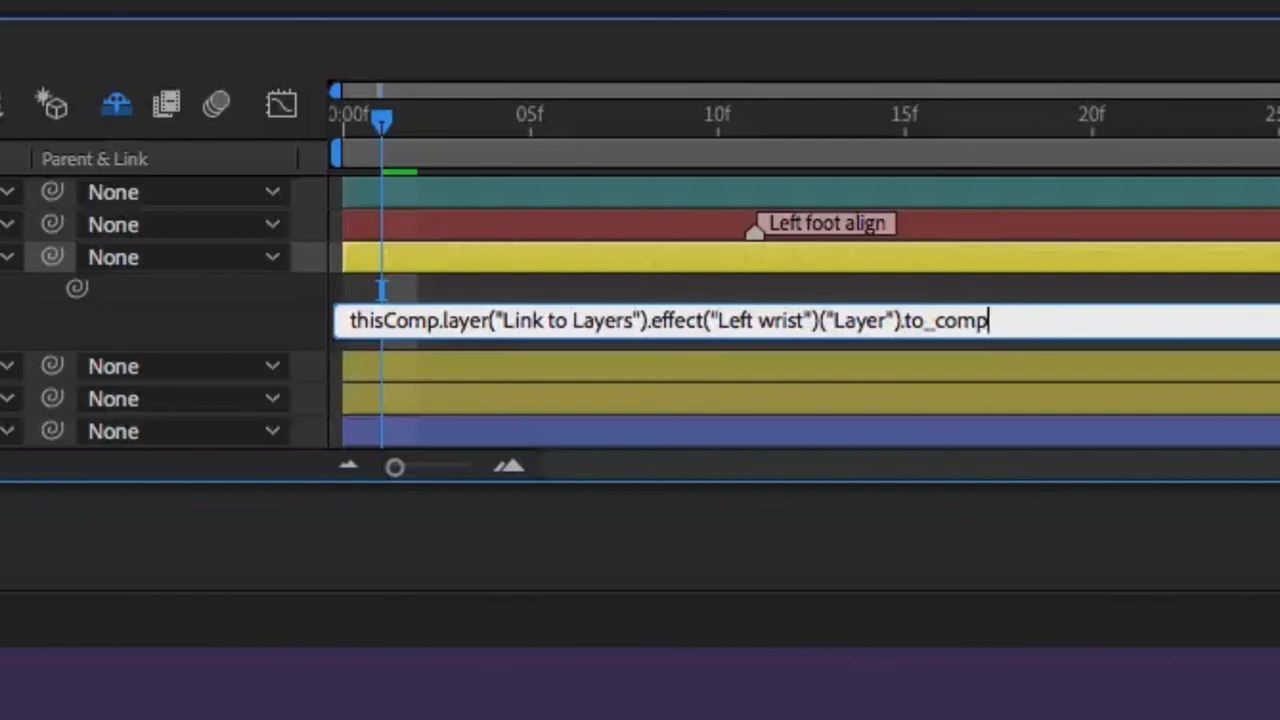 0:00f 05f 10f 15f 20f
Parent & Link
None
None Left foot align
None
thisComp.layer("Link to Layers").effect("Left wrist")("Layer").to_comp
None
None
None